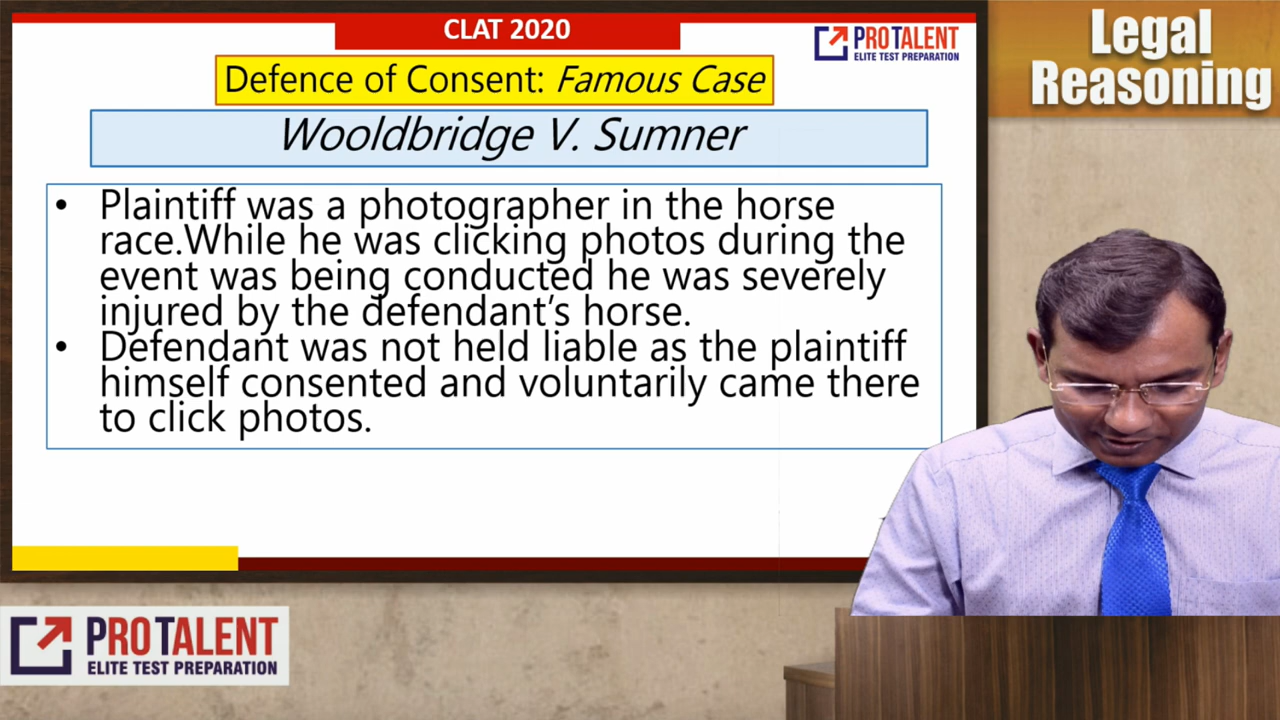 CLAT 2020
PROTALENT
ELITE TEST PREPARATION
Legal
Reasoning
Defence of Consent: Famous Case
Wooldbridge V. Sumner
• Plaintiff was a photographer in the horse
race.While he was clicking photos during the
event was being conducted he was severely
injured by the defendant's horse.
• Defendant was not held liable as the plaintiff
himself consented and voluntarily came there
to click photos.
PROTALENT
ELITE TEST PREPARATION